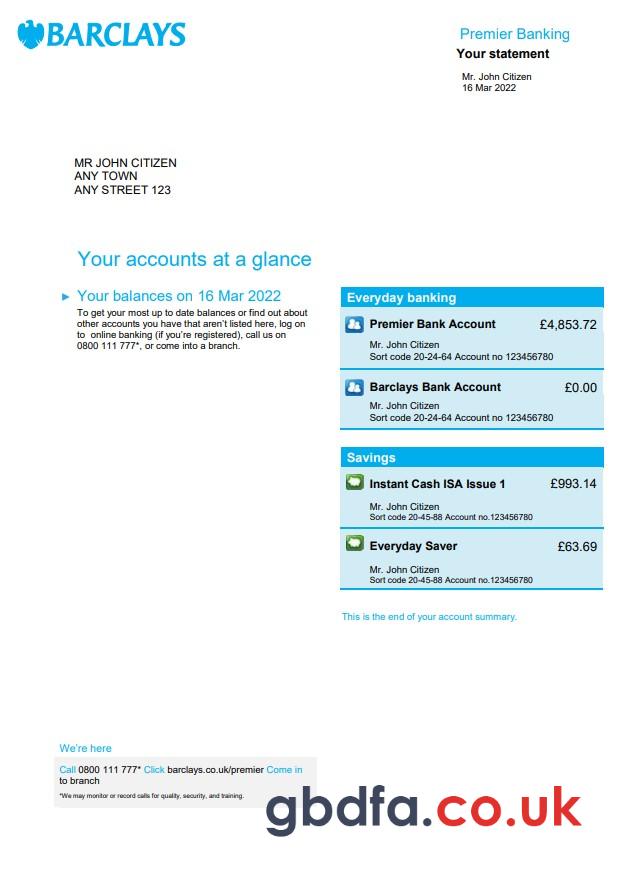 BARCLAYS
Premier Banking
Your statement
Mr. John Citizen
16 Mar 2022
MR JOHN CITIZEN
ANY TOWN
ANY STREET 123
Your accounts at a glance
Your balances on 16 Mar 2022
To get your most up to date balances or find out about
other accounts you have that aren't listed here, log on
to online banking (if you're registered), call us on
0800 111 777*, or come into a branch.
Everyday banking
Premier Bank Account £4,853.72
Mr. John Citizen
Sort code 20-24-64 Account no 123456780
Barclays Bank Account £0.00
Mr. John Citizen
Sort code 20-24-64 Account no 123456780
Savings
Instant Cash ISA Issue 1 £993.14
Mr. John Citizen
Sort code 20-45-88 Account no.123456780
Everyday Saver £63.69
Mr. John Citizen
Sort code 20-45-88 Account no.123456780
This is the end of your account summary.
We're here
Call 0800 111 777* Click barclays.co.uk/premier Come in
to branch
*We may monitor or record calls for quality, security, and training.
gbdfa.co.uk